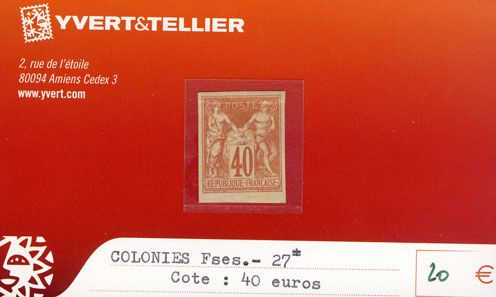 YVERT&TELLIER
2, rue de l'étoile
80094 Amiens Cedex 3
www.yvert.com
POSTES
40
REPUBLIQUE FRANÇAISE
COLONIES Fses.- 27*
Cote : 40 euros
20 €